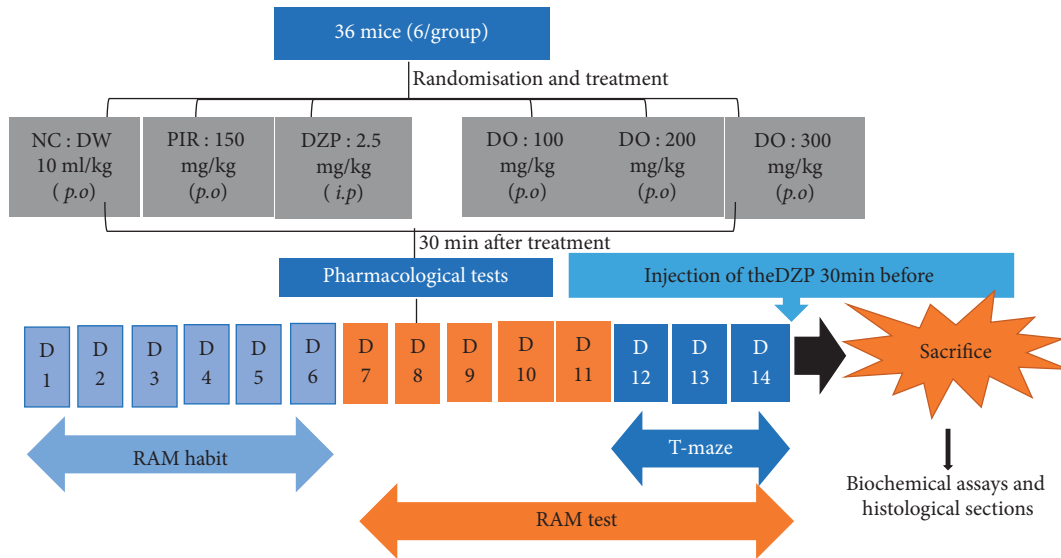 36 mice (6/group)
Randomisation and treatment
NC : DW
10 ml/kg
( p.o)
PIR : 150
mg/kg
(p.o)
DZP : 2.5
mg/kg
( i.p)
DO : 100
mg/kg
(p.o)
DO : 200
mg/kg
(p.o)
DO : 300
mg/kg
(p.o)
30 min after treatment
Pharmacological tests
Injection of theDZP 30min before
D
1
D
2
D
3
D
4
D
5
D
6
D
7
D
8
D
9
D
10
D
11
D
12
D
13
D
14
Sacrifice
RAM habit
T-maze
RAM test
Biochemical assays and
histological sections